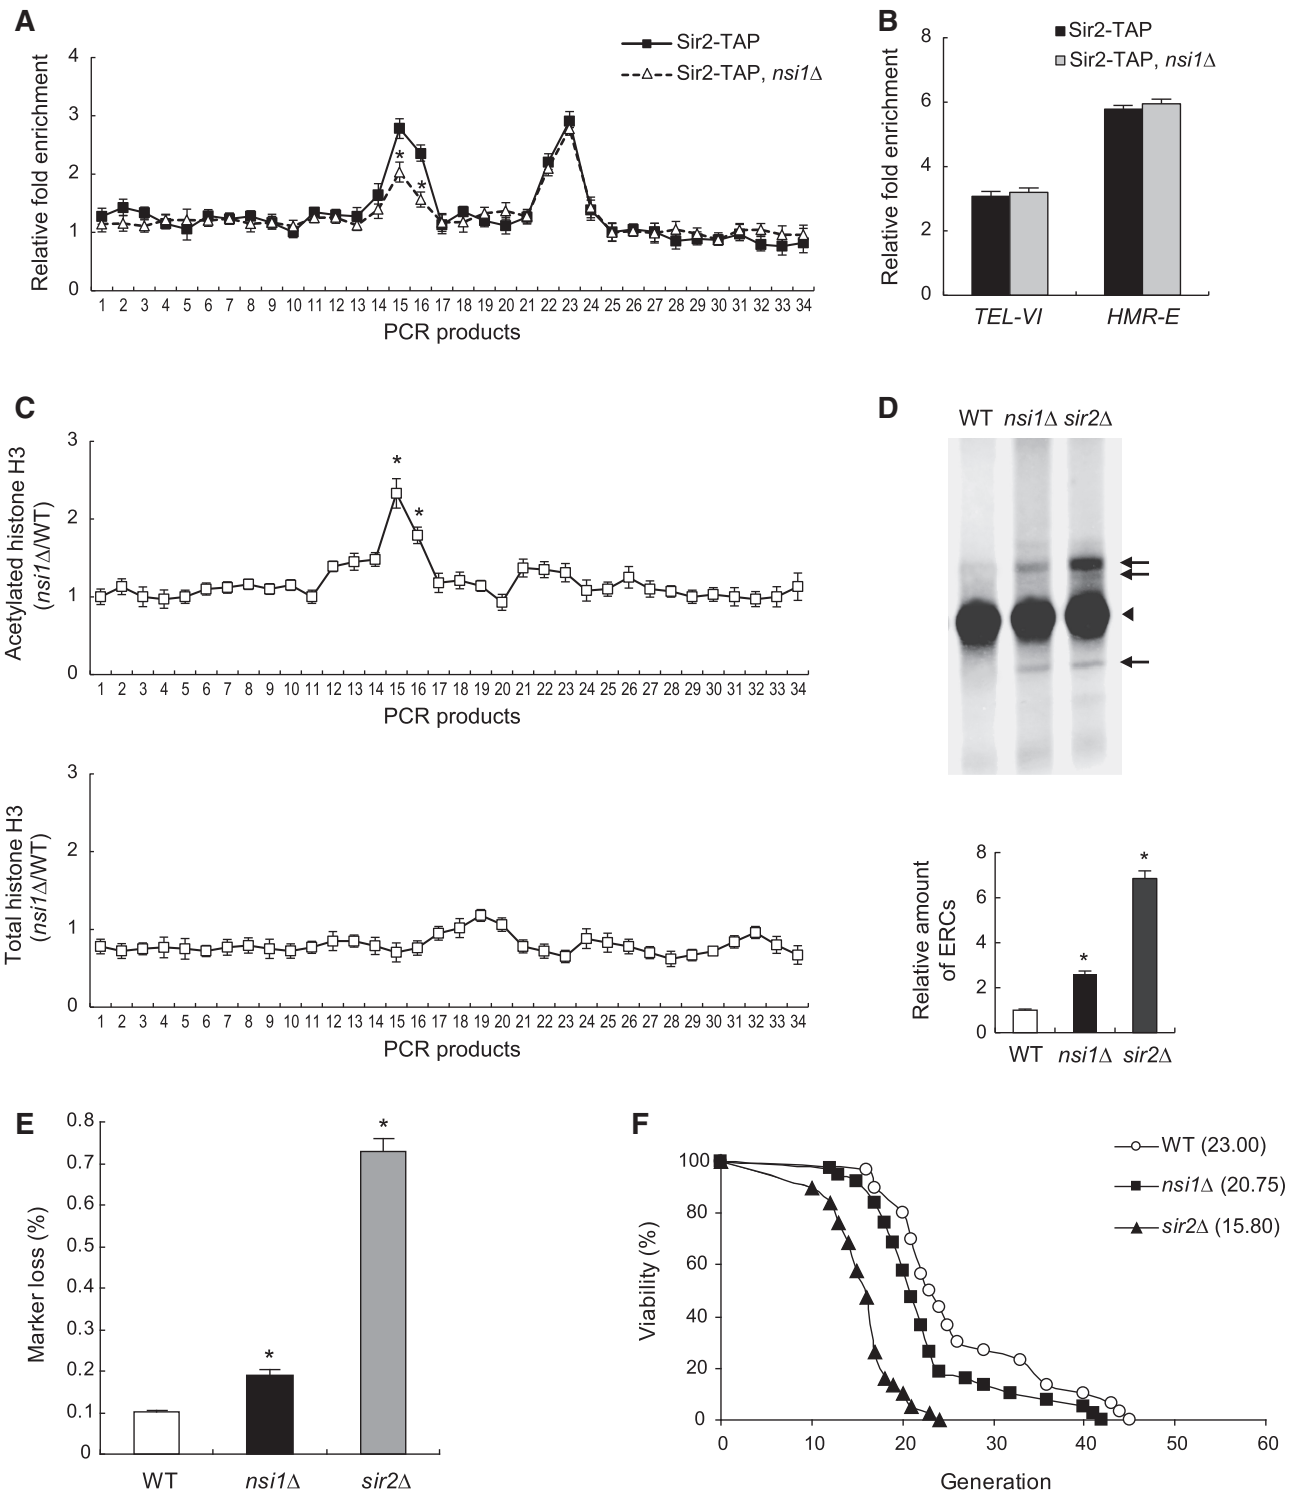 A
Sir2-TAP
Sir2-TAP, nsi1Δ
Relative fold enrichment
4
3
2
1
0
*
*
1 2 3 4 5 6 7 8 9 10 11 12 13 14 15 16 17 18 19 20 21 22 23 24 25 26 27 28 29 30 31 32 33 34
PCR products
B
Sir2-TAP
Sir2-TAP, nsi1Δ
Relative fold enrichment
8
6
4
2
0
TEL-VI HMR-E
C
Acetylated histone H3
(nsi1Δ/WT)
3
2
1
0
*
*
1 2 3 4 5 6 7 8 9 10 11 12 13 14 15 16 17 18 19 20 21 22 23 24 25 26 27 28 29 30 31 32 33 34
PCR products
Total histone H3
(nsi1Δ/WT)
3
2
1
0
1 2 3 4 5 6 7 8 9 10 11 12 13 14 15 16 17 18 19 20 21 22 23 24 25 26 27 28 29 30 31 32 33 34
PCR products
D
WT nsi1Δ sir2Δ
Relative amount
of ERCs
8
6
4
2
0
*
*
WT nsi1Δ sir2Δ
E
Marker loss (%)
0.8
0.7
0.6
0.5
0.4
0.3
0.2
0.1
0
*
*
WT nsi1Δ sir2Δ
F
WT (23.00)
nsi1Δ (20.75)
sir2Δ (15.80)
Viability (%)
100
80
60
40
20
0
0 10 20 30 40 50 60
Generation